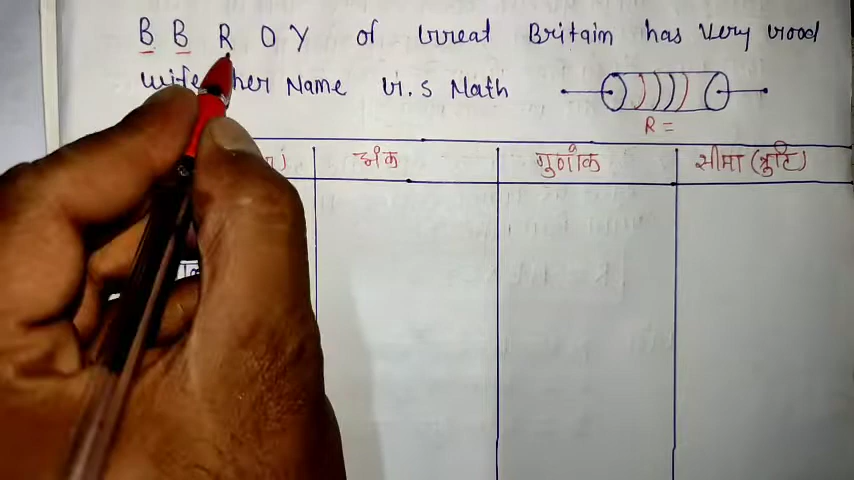 B B R O Y of Great Britain has Very Good
wife her Name G.S Math
R =
अंक गुणांक सीमा (त्रुटि)